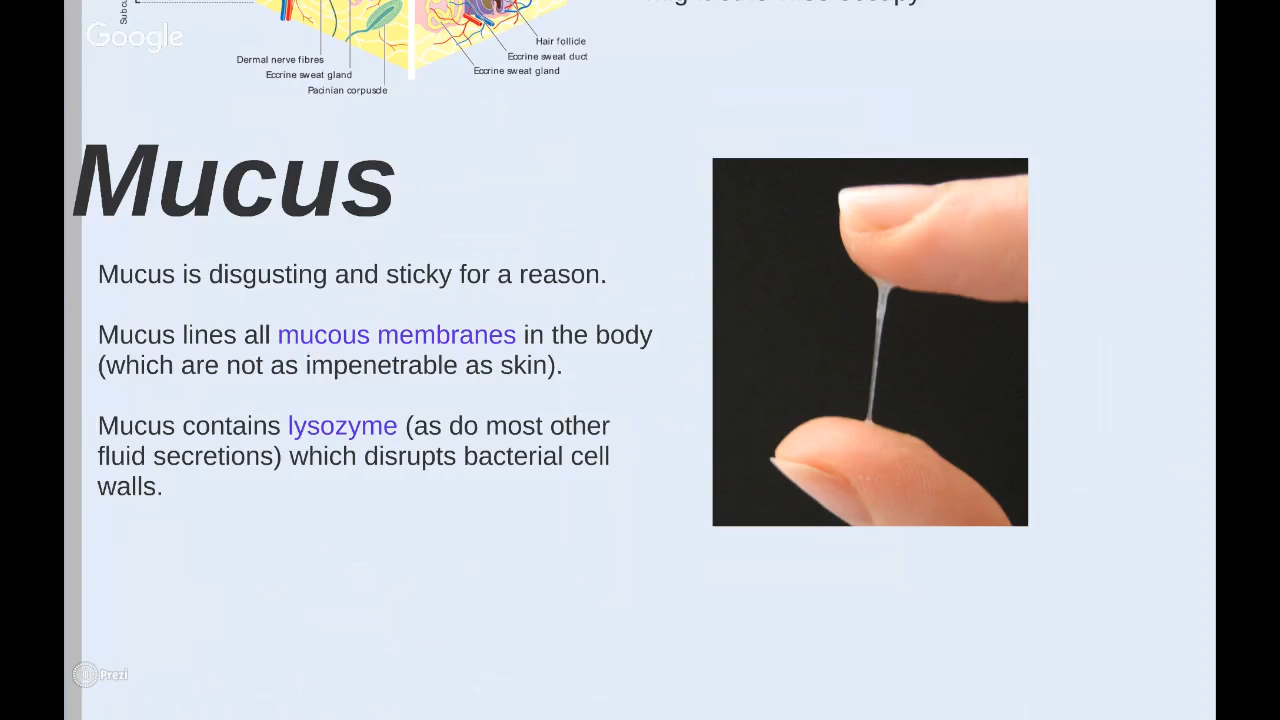 Google
Dermal nerve fibres
Eccrine sweat gland
Pacinian corpuscle
Hair follicle
Eccrine sweat duct
Eccrine sweat gland
Mucus
Mucus is disgusting and sticky for a reason.
Mucus lines all mucous membranes in the body
(which are not as impenetrable as skin).
Mucus contains lysozyme (as do most other
fluid secretions) which disrupts bacterial cell
walls.
Prezi